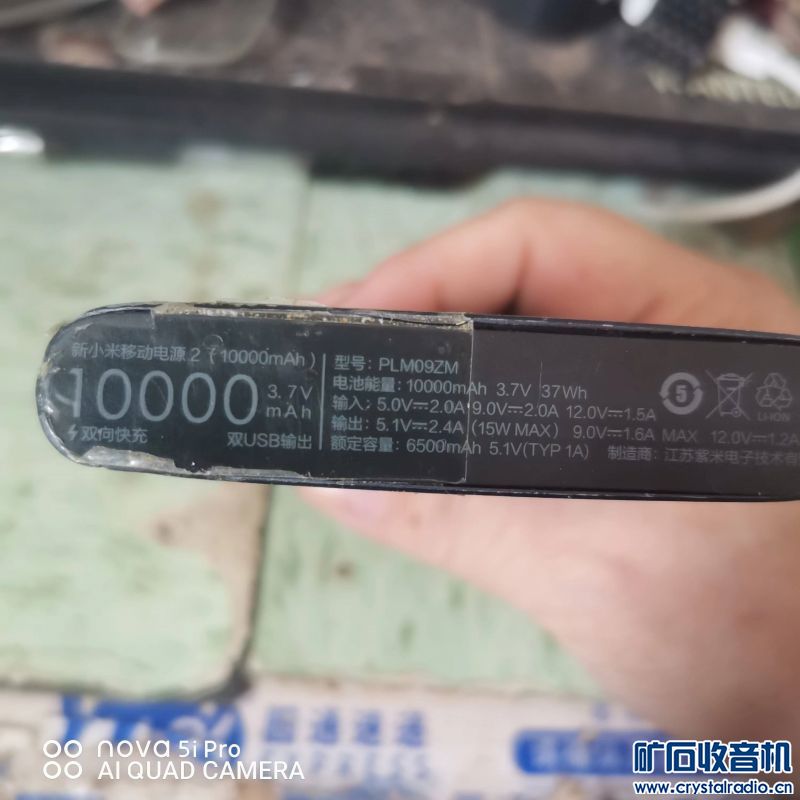 新小米移动电源 2 (10000mAh)
10000 3.7V mAh
双向快充 双USB输出
型号: PLM09ZM
电池能量: 10000mAh 3.7V 37Wh
输入: 5.0V⎓2.0A 9.0V⎓2.0A 12.0V⎓1.5A
输出: 5.1V⎓2.4A (15W MAX) 9.0V⎓1.6A MAX 12.0V⎓1.2A
额定容量: 6500mAh 5.1V(TYP 1A) 制造商: 江苏紫米电子技术有
5
LI-ION
nova 5i Pro
AI QUAD CAMERA
矿石收音机
www.crystalradio.cn